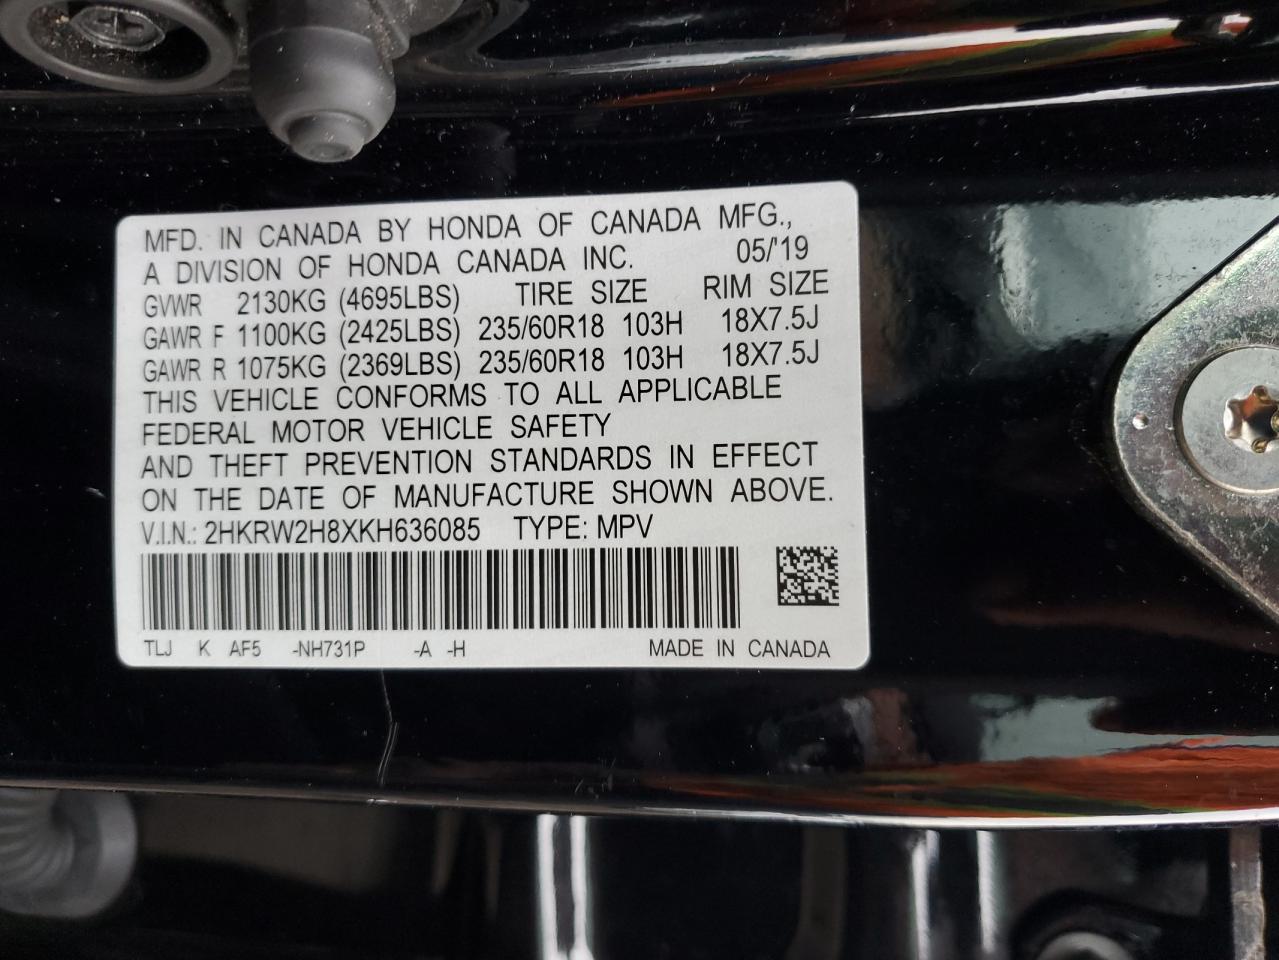 MFD. IN CANADA BY HONDA OF CANADA MFG.,
A DIVISION OF HONDA CANADA INC. 05/'19
GVWR 2130KG (4695LBS) TIRE SIZE RIM SIZE
GAWR F 1100KG (2425LBS) 235/60R18 103H 18X7.5J
GAWR R 1075KG (2369LBS) 235/60R18 103H 18X7.5J
THIS VEHICLE CONFORMS TO ALL APPLICABLE
FEDERAL MOTOR VEHICLE SAFETY
AND THEFT PREVENTION STANDARDS IN EFFECT
ON THE DATE OF MANUFACTURE SHOWN ABOVE.
V.I.N.: 2HKRW2H8XKH636085 TYPE: MPV
TLJ K AF5 -NH731P -A -H MADE IN CANADA